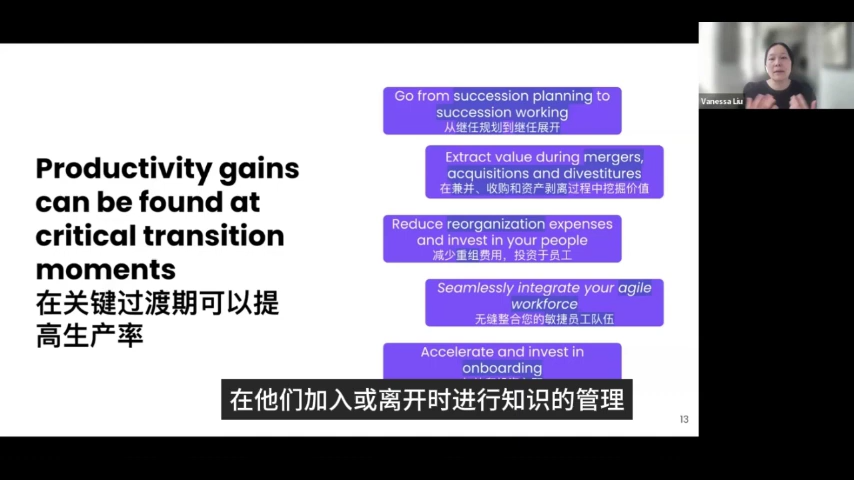 Productivity gains
can be found at
critical transition
moments
在关键过渡期可以提
高生产率
Go from succession planning to
succession working
从继任规划到继任展开
Extract value during mergers,
acquisitions and divestitures
在兼并、收购和资产剥离过程中挖掘价值
Reduce reorganization expenses
and invest in your people
减少重组费用，投资于员工
Seamlessly integrate your agile
workforce
无缝整合您的敏捷员工队伍
Accelerate and invest in
onboarding
在他们加入或离开时进行知识的管理
13
Vanessa Liu